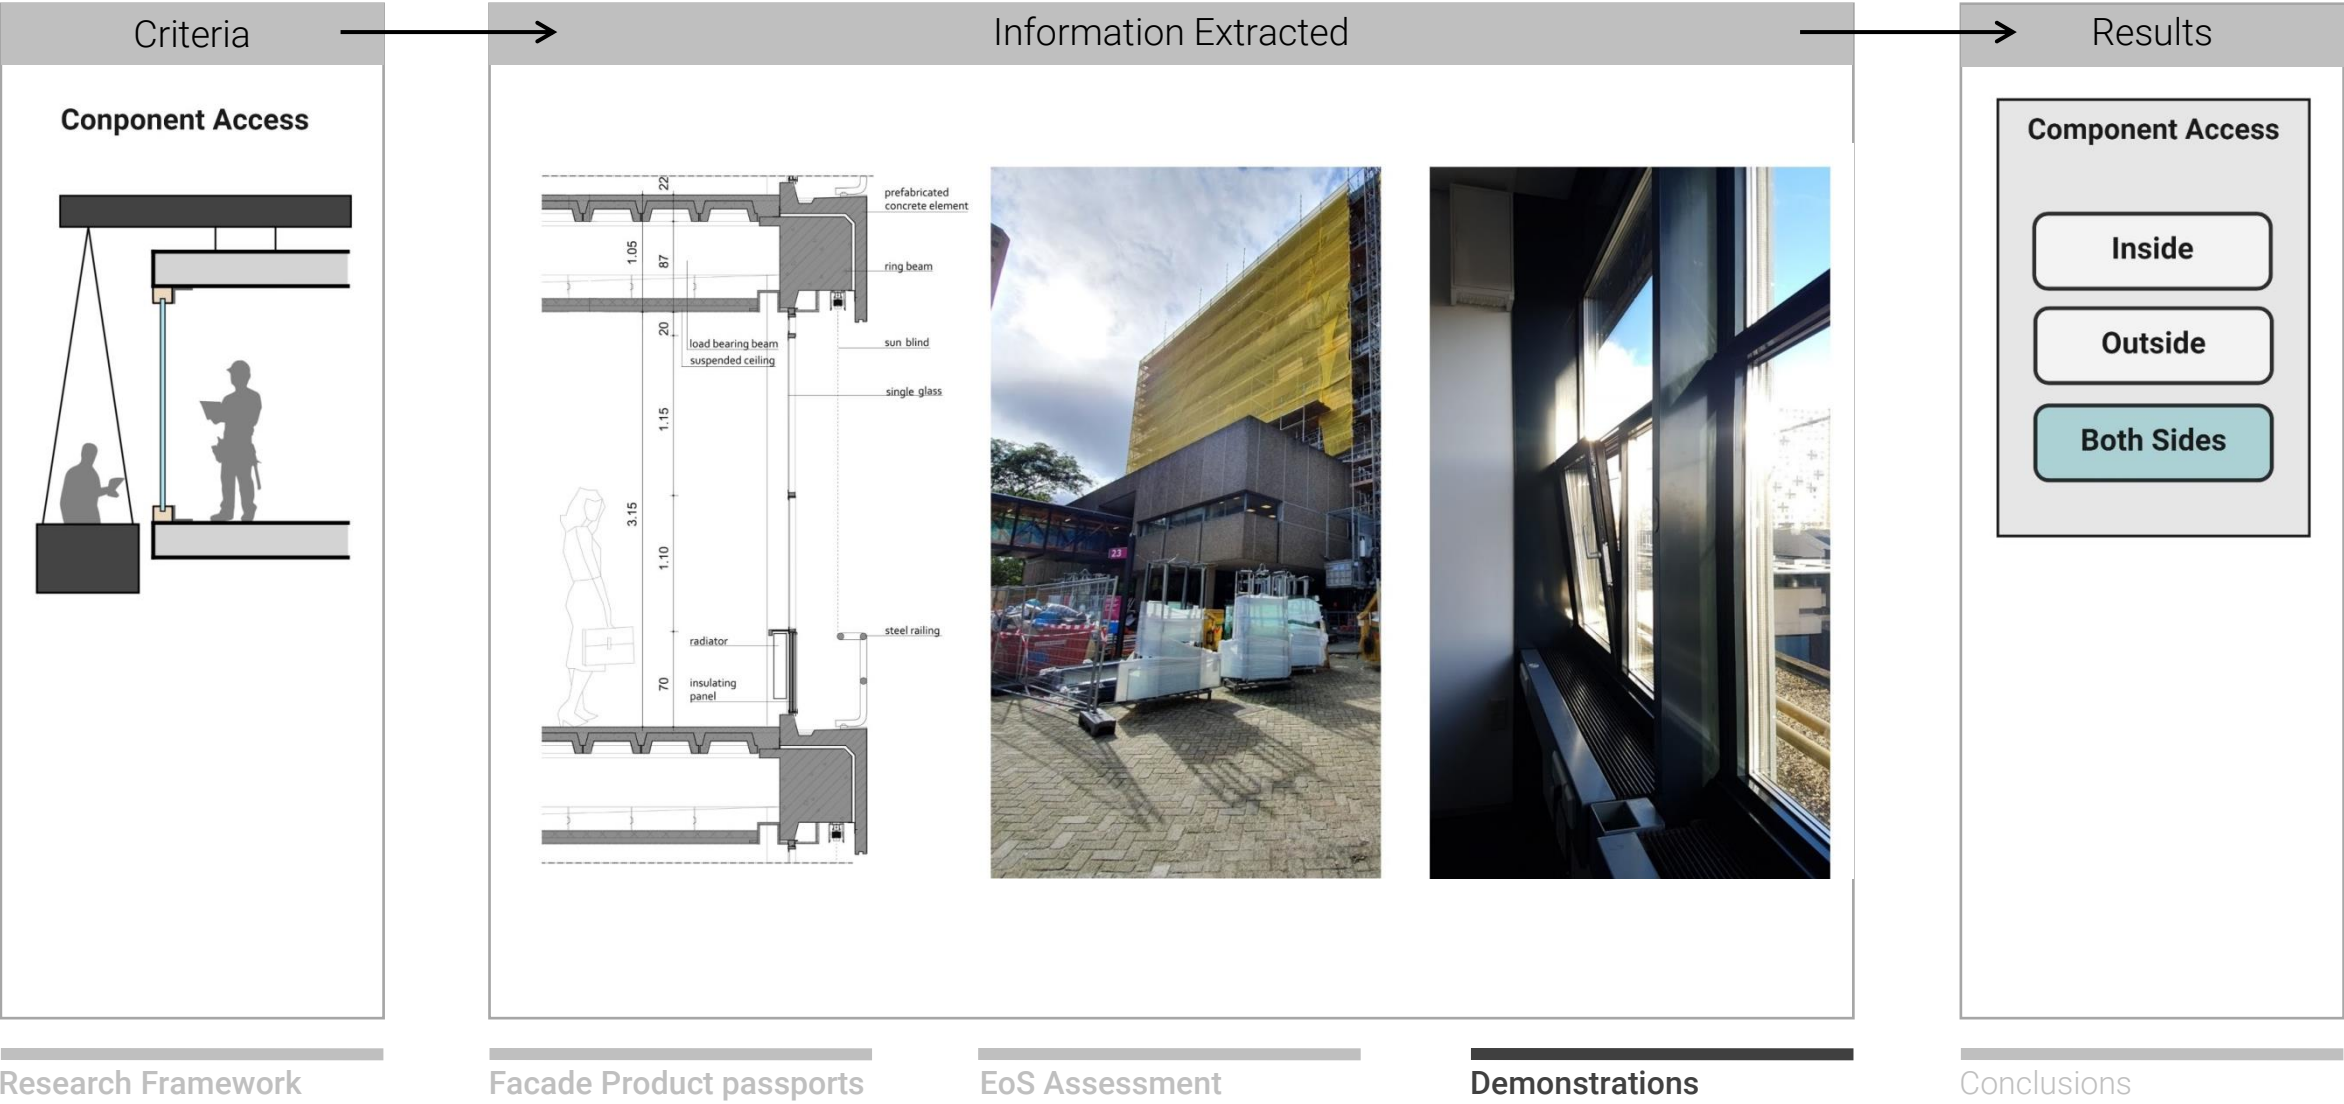 Criteria
Information Extracted
Results
Conponent Access
22
1.05
87
20
1.15
3.15
1.10
70
load bearing beam
suspended ceiling
radiator
insulating
panel
prefabricated
concrete element
ring beam
sun blind
single glass
steel railing
23
Component Access
Inside
Outside
Both Sides
Research Framework
Facade Product passports
EoS Assessment
Demonstrations
Conclusions